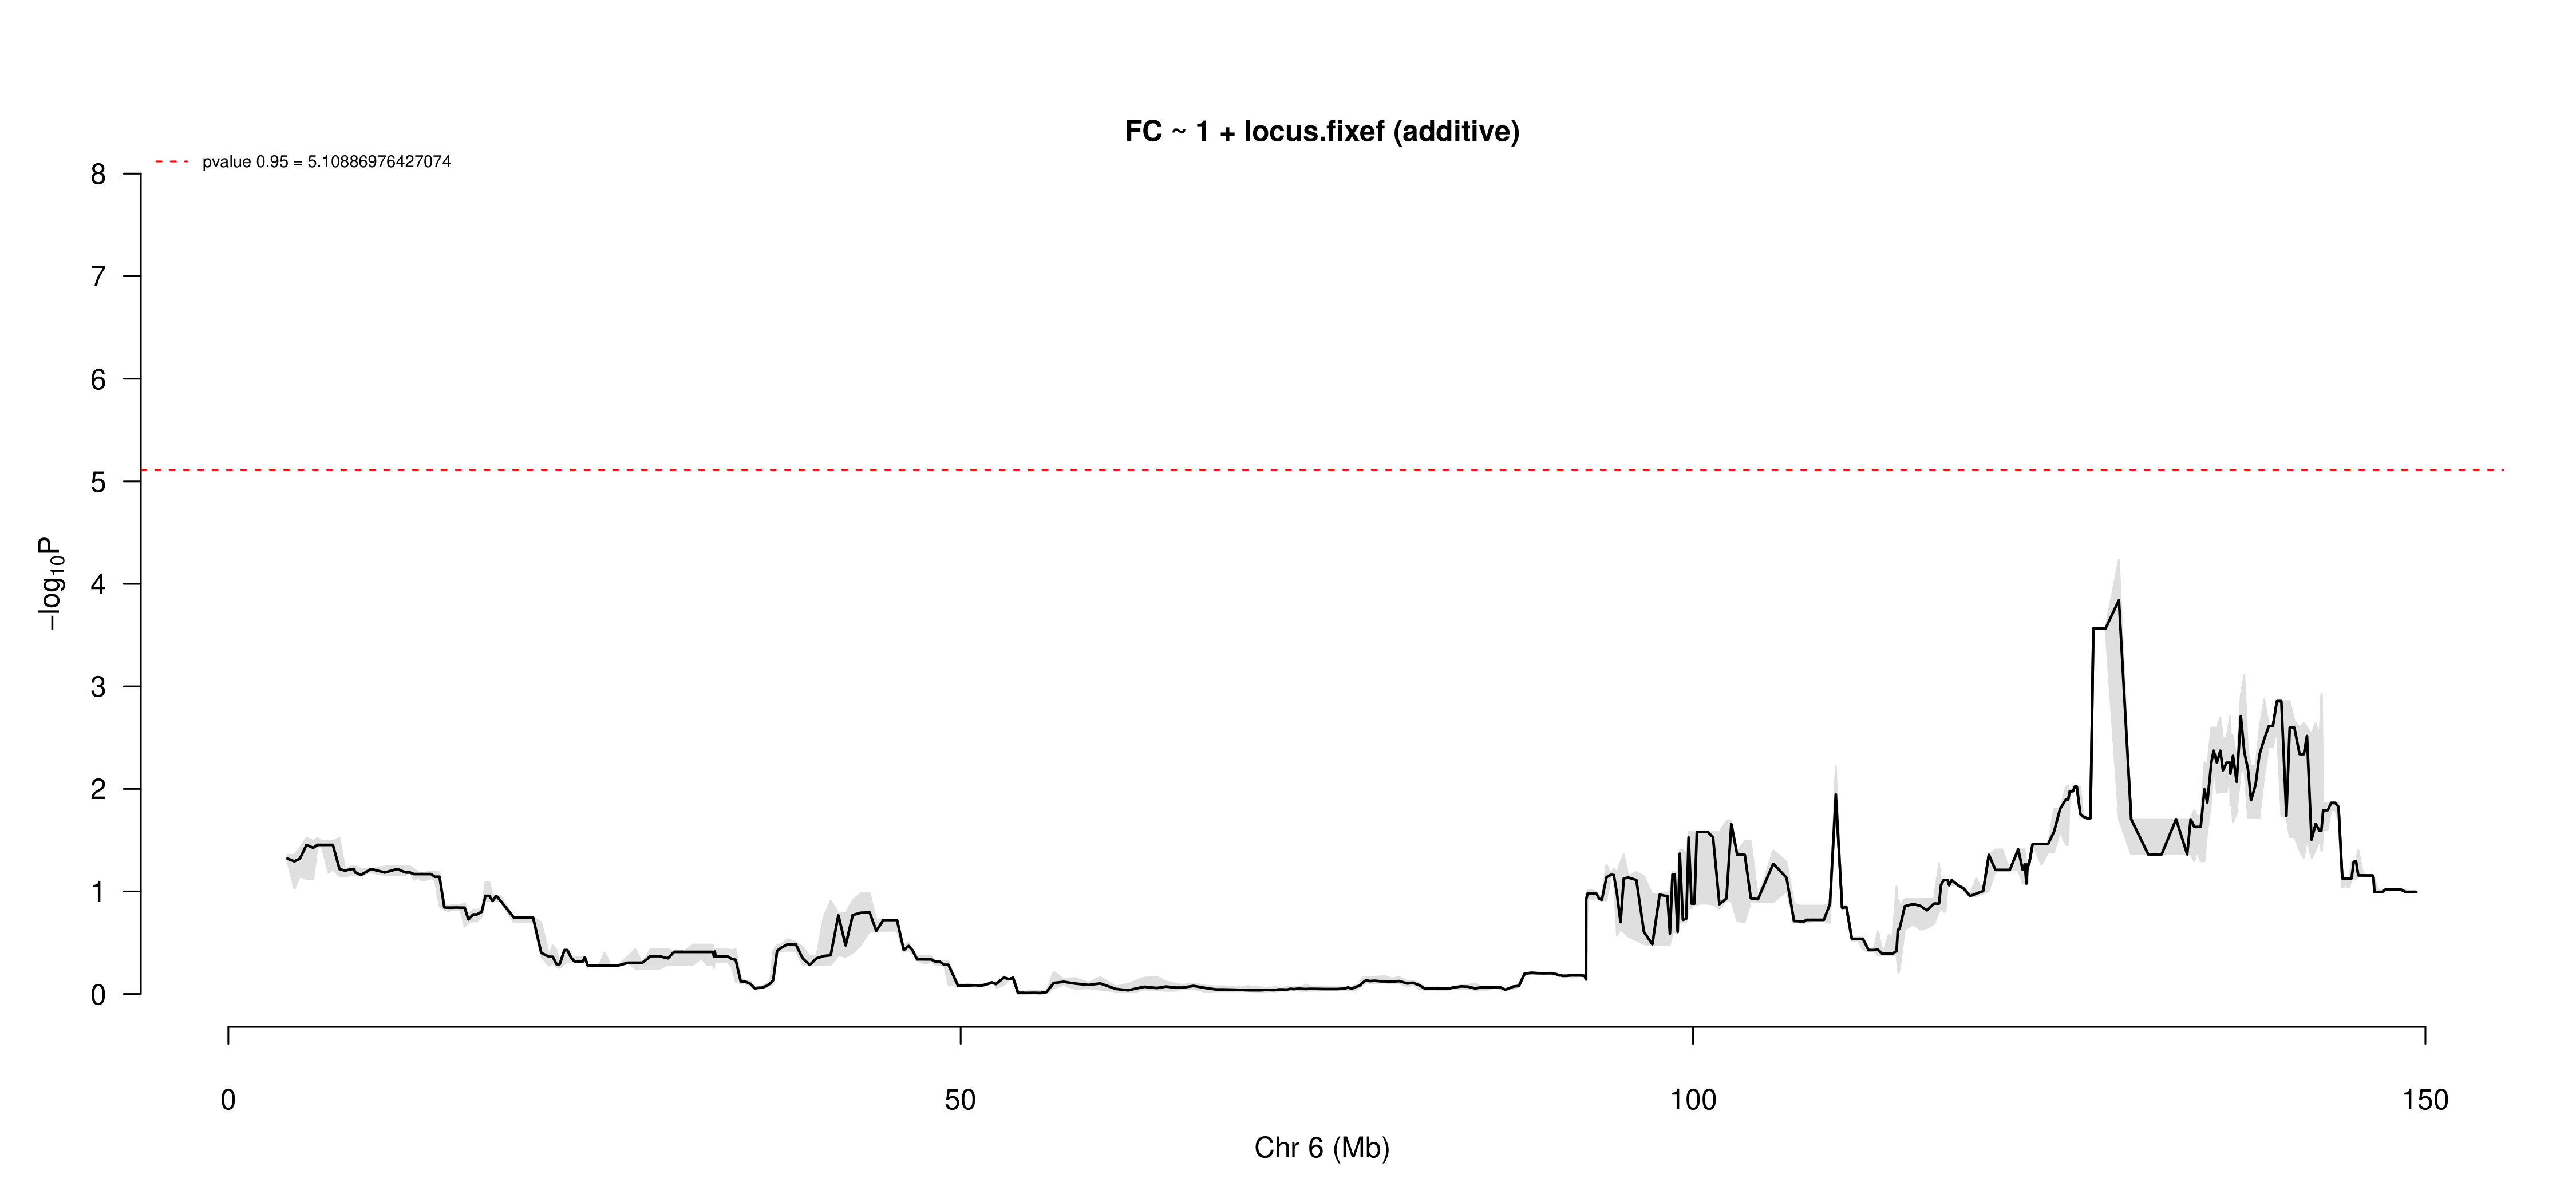 FC ~ 1 + locus.fixef (additive)
pvalue 0.95 = 5.10886976427074
8
7
6
5
4
3
2
1
0
−log10P
0 50 100 150
Chr 6 (Mb)